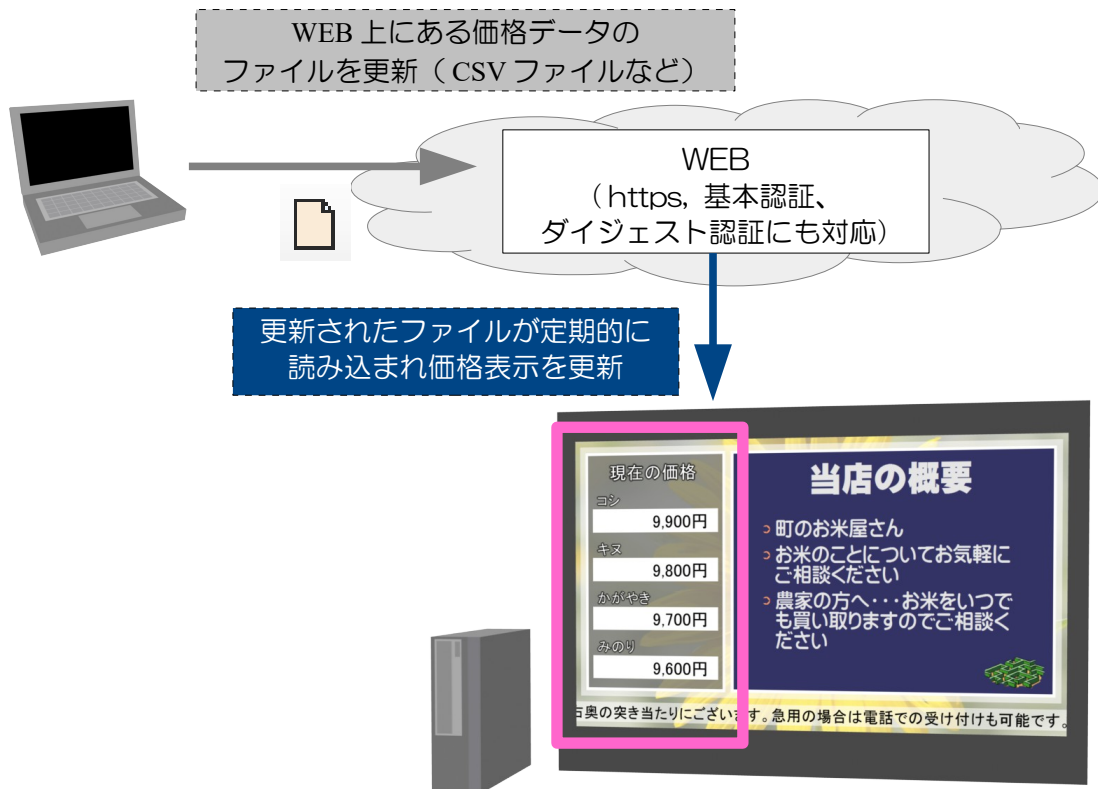 WEB 上にある価格データの
ファイルを更新（ CSV ファイルなど）
WEB
（https, 基本認証、
ダイジェスト認証にも対応）
更新されたファイルが定期的に
読み込まれ価格表示を更新
現在の価格
コシ
9,900円
キヌ
9,800円
かがやき
9,700円
みのり
9,600円
当店の概要
町のお米屋さん
お米のことについてお気軽に
ご相談ください
農家の方へ・・・お米をいつで
も買い取りますのでご相談く
ださい
奥の突き当たりにございます。急用の場合は電話での受け付けも可能です。